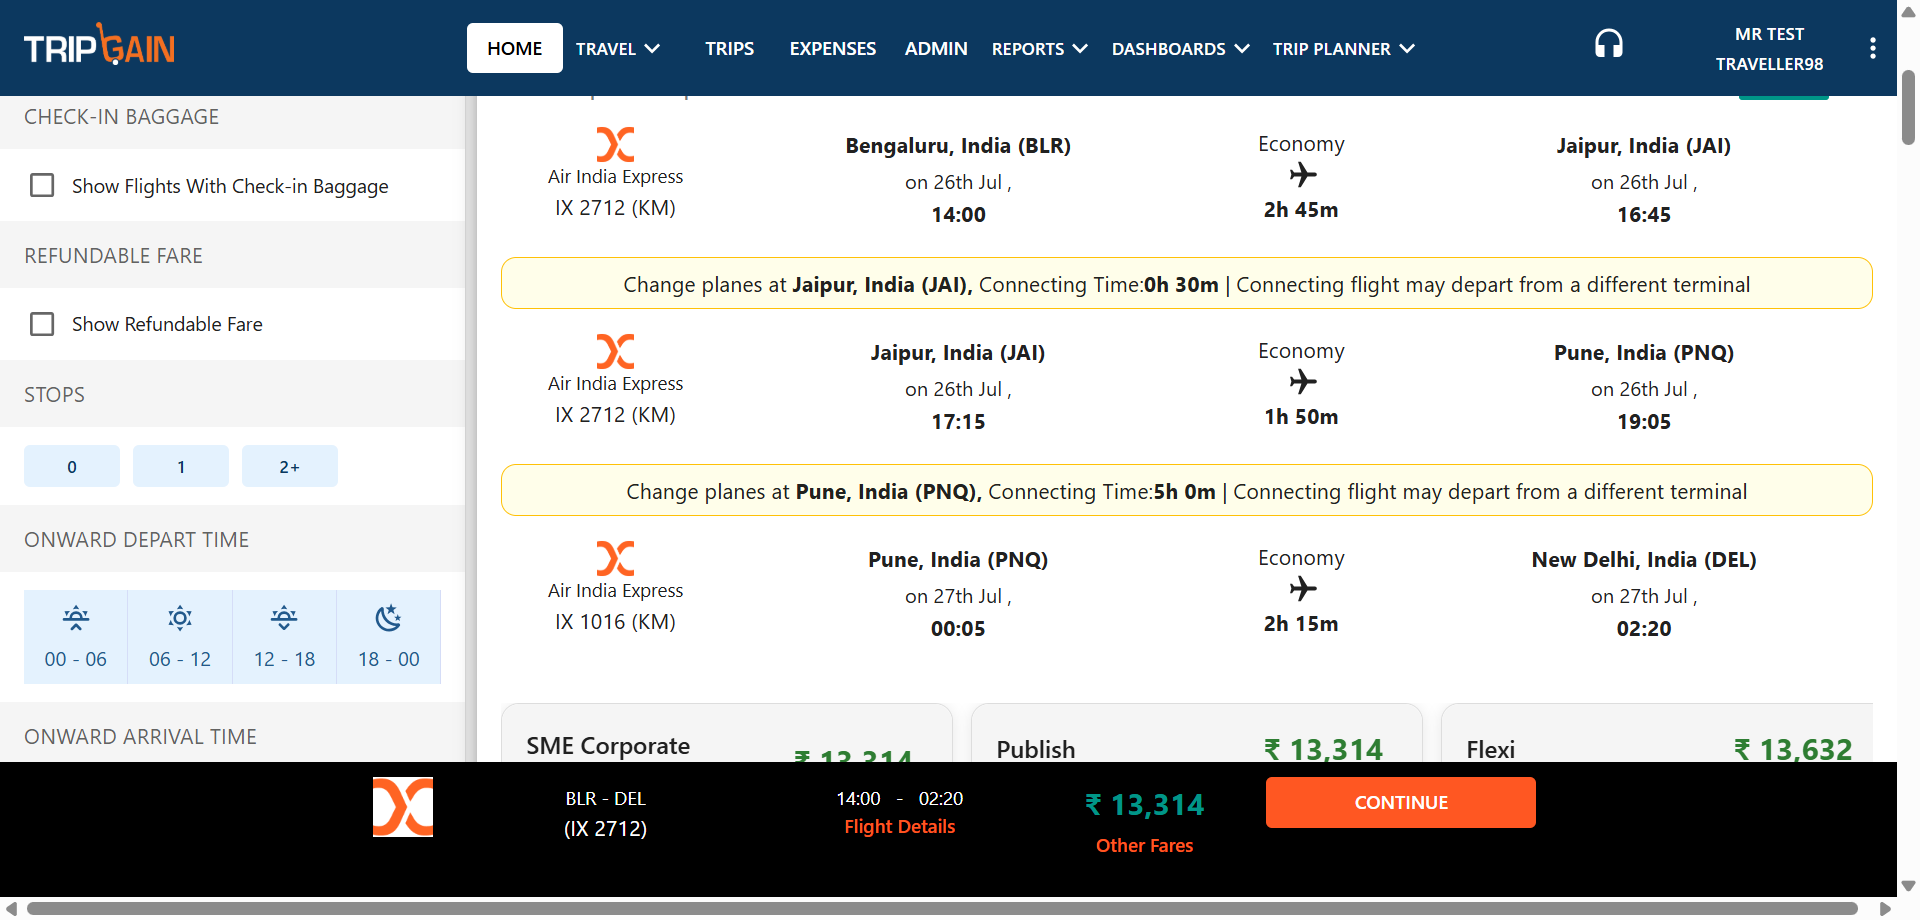 TRIPGAIN
HOME
TRAVEL
TRIPS
EXPENSES
ADMIN
REPORTS
DASHBOARDS
TRIP PLANNER
MR TEST
TRAVELLER98
CHECK-IN BAGGAGE
Show Flights With Check-in Baggage
REFUNDABLE FARE
Show Refundable Fare
STOPS
0
1
2+
ONWARD DEPART TIME
00 - 06
06 - 12
12 - 18
18 - 00
ONWARD ARRIVAL TIME
Air India Express
IX 2712 (KM)
Bengaluru, India (BLR)
on 26th Jul ,
14:00
Economy
2h 45m
Jaipur, India (JAI)
on 26th Jul ,
16:45
Change planes at Jaipur, India (JAI), Connecting Time:0h 30m | Connecting flight may depart from a different terminal
Air India Express
IX 2712 (KM)
Jaipur, India (JAI)
on 26th Jul ,
17:15
Economy
1h 50m
Pune, India (PNQ)
on 26th Jul ,
19:05
Change planes at Pune, India (PNQ), Connecting Time:5h 0m | Connecting flight may depart from a different terminal
Air India Express
IX 1016 (KM)
Pune, India (PNQ)
on 27th Jul ,
00:05
Economy
2h 15m
New Delhi, India (DEL)
on 27th Jul ,
02:20
SME Corporate
₹ 13,314
Publish
₹ 13,314
Flexi
₹ 13,632
BLR - DEL
(IX 2712)
14:00 - 02:20
Flight Details
₹ 13,314
Other Fares
CONTINUE